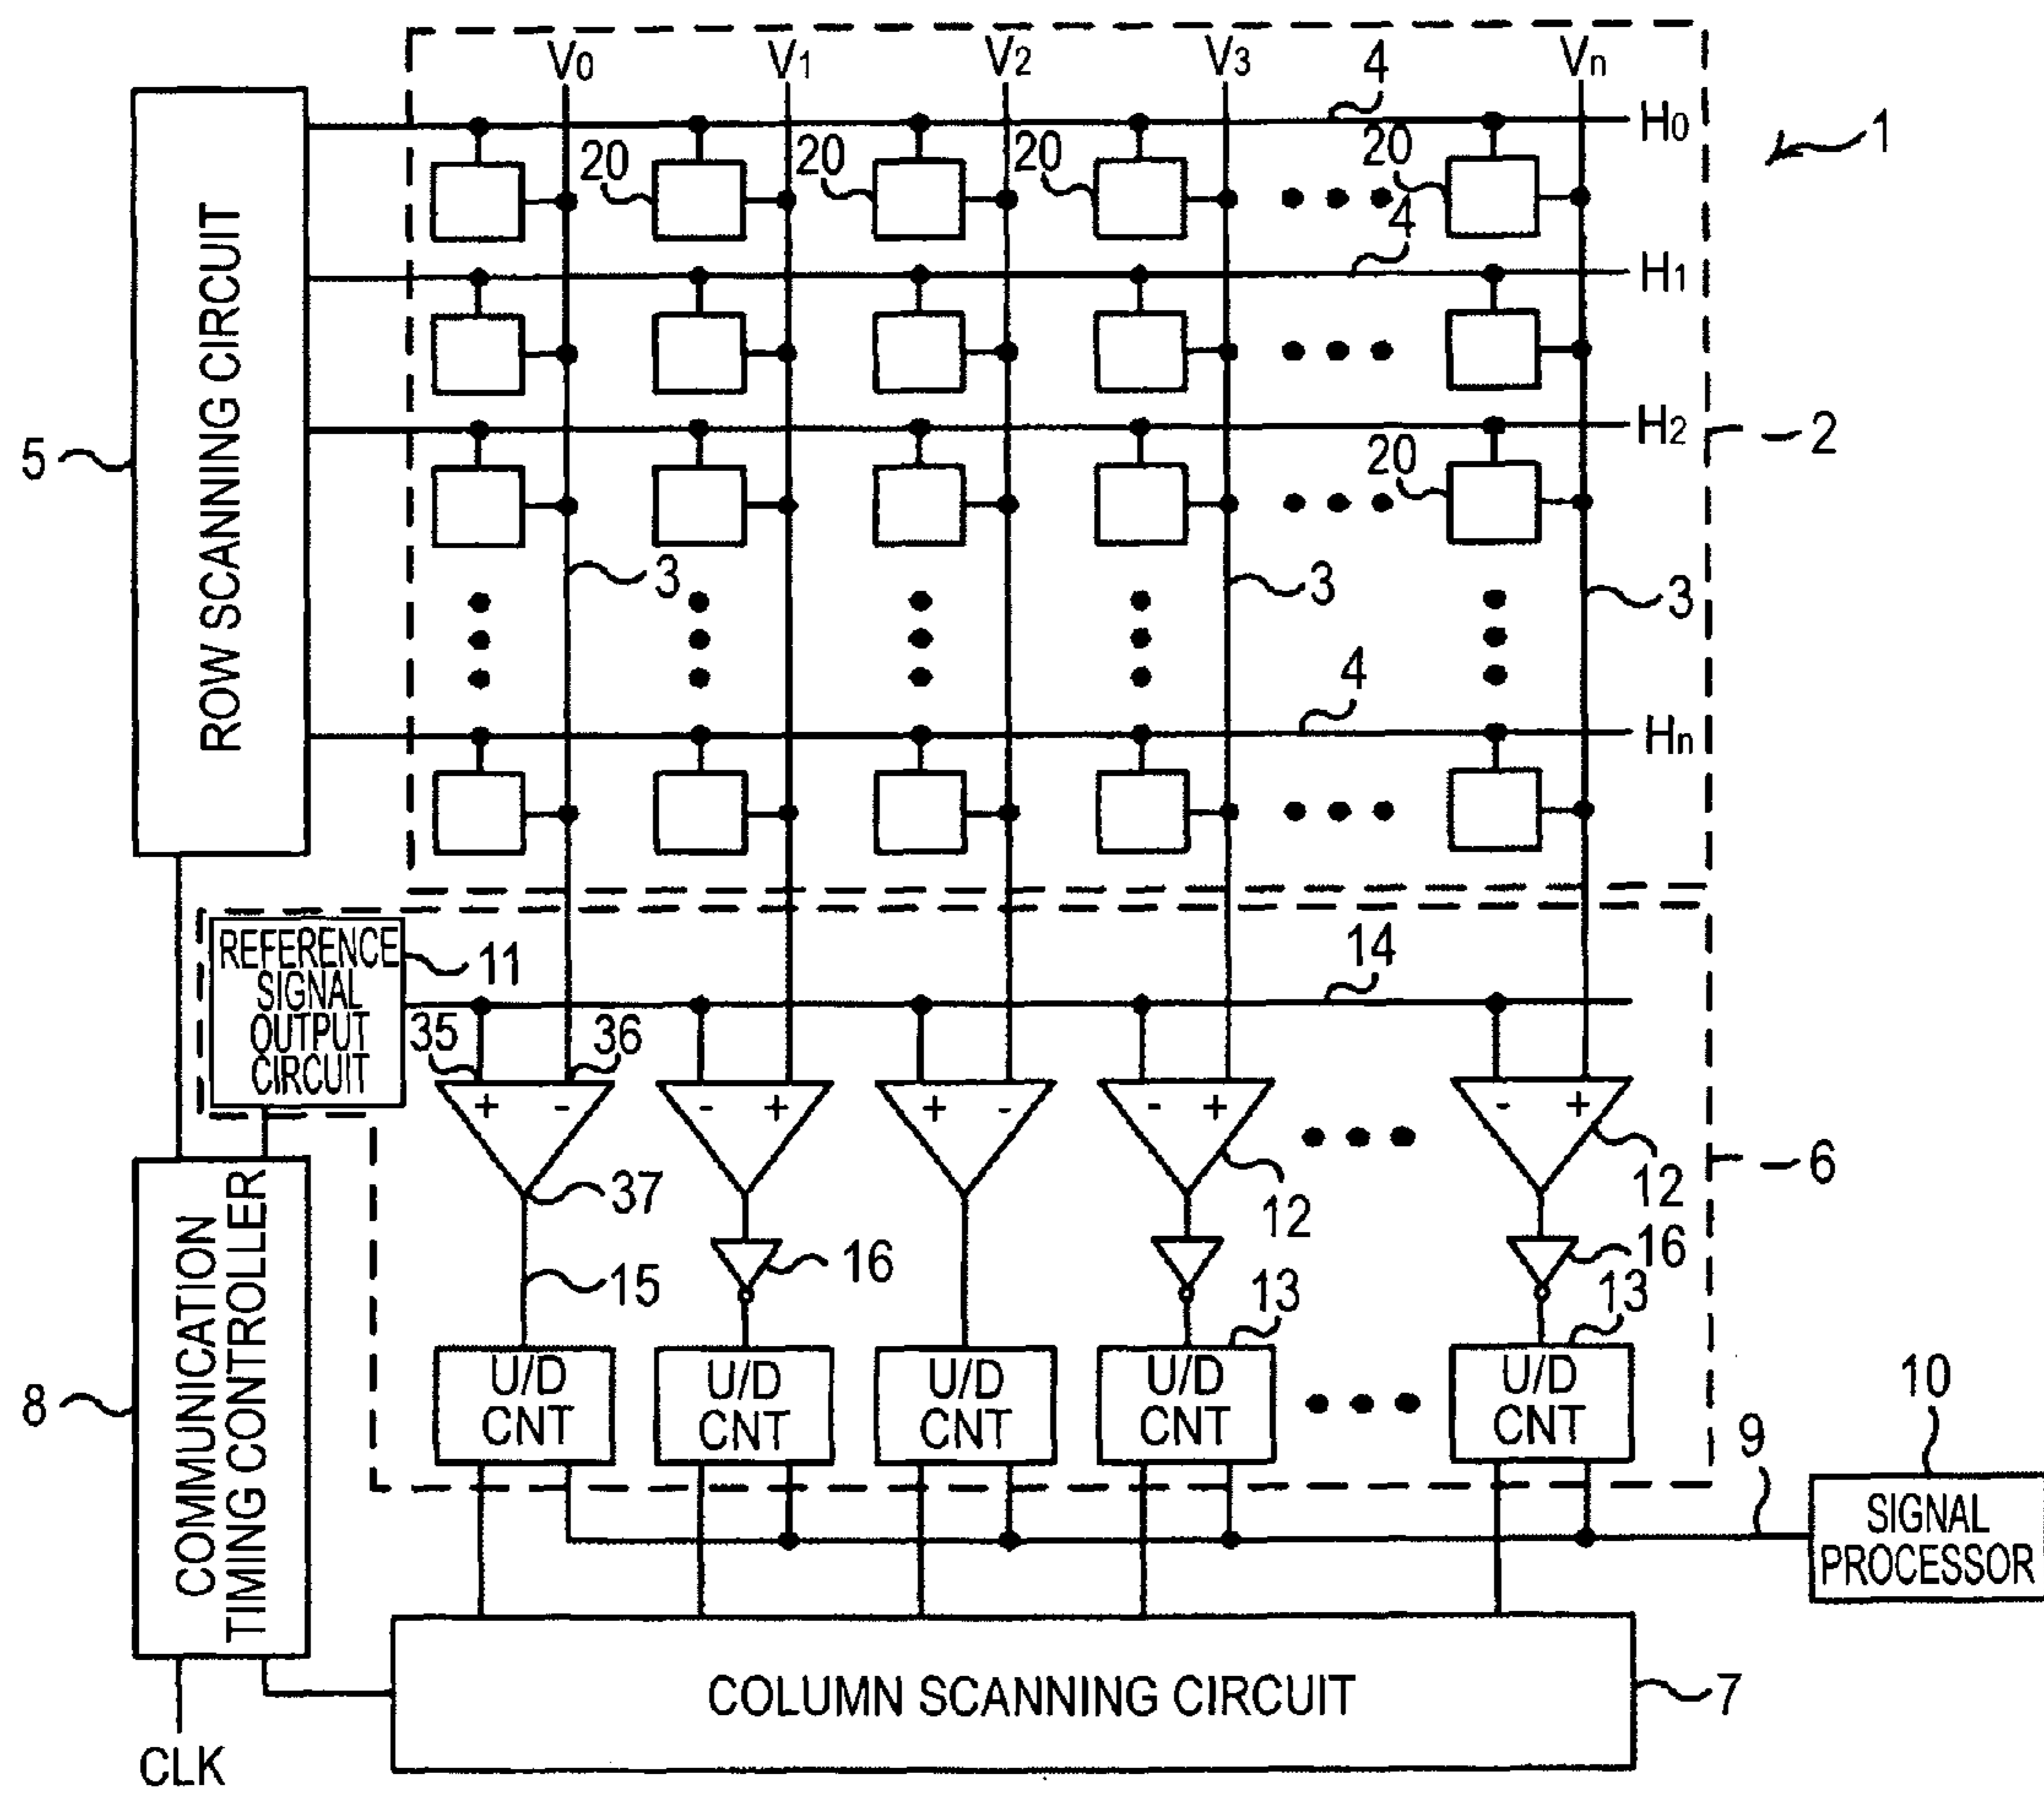 V0 V1 V2 V3 4 Vn
H0
1
20 20 20 20
4
H1
5
ROW SCANNING CIRCUIT
H2
2
20
3 3 3
4
Hn
REFERENCE
SIGNAL
OUTPUT
CIRCUIT
11
14
35 36
+ - - + + - - + - +
37 12 12
6
16 16
15
13 13
U/D
CNT
U/D
CNT
U/D
CNT
U/D
CNT
U/D
CNT
8
COMMUNICATION
TIMING CONTROLLER
9
10
SIGNAL
PROCESSOR
COLUMN SCANNING CIRCUIT
7
CLK